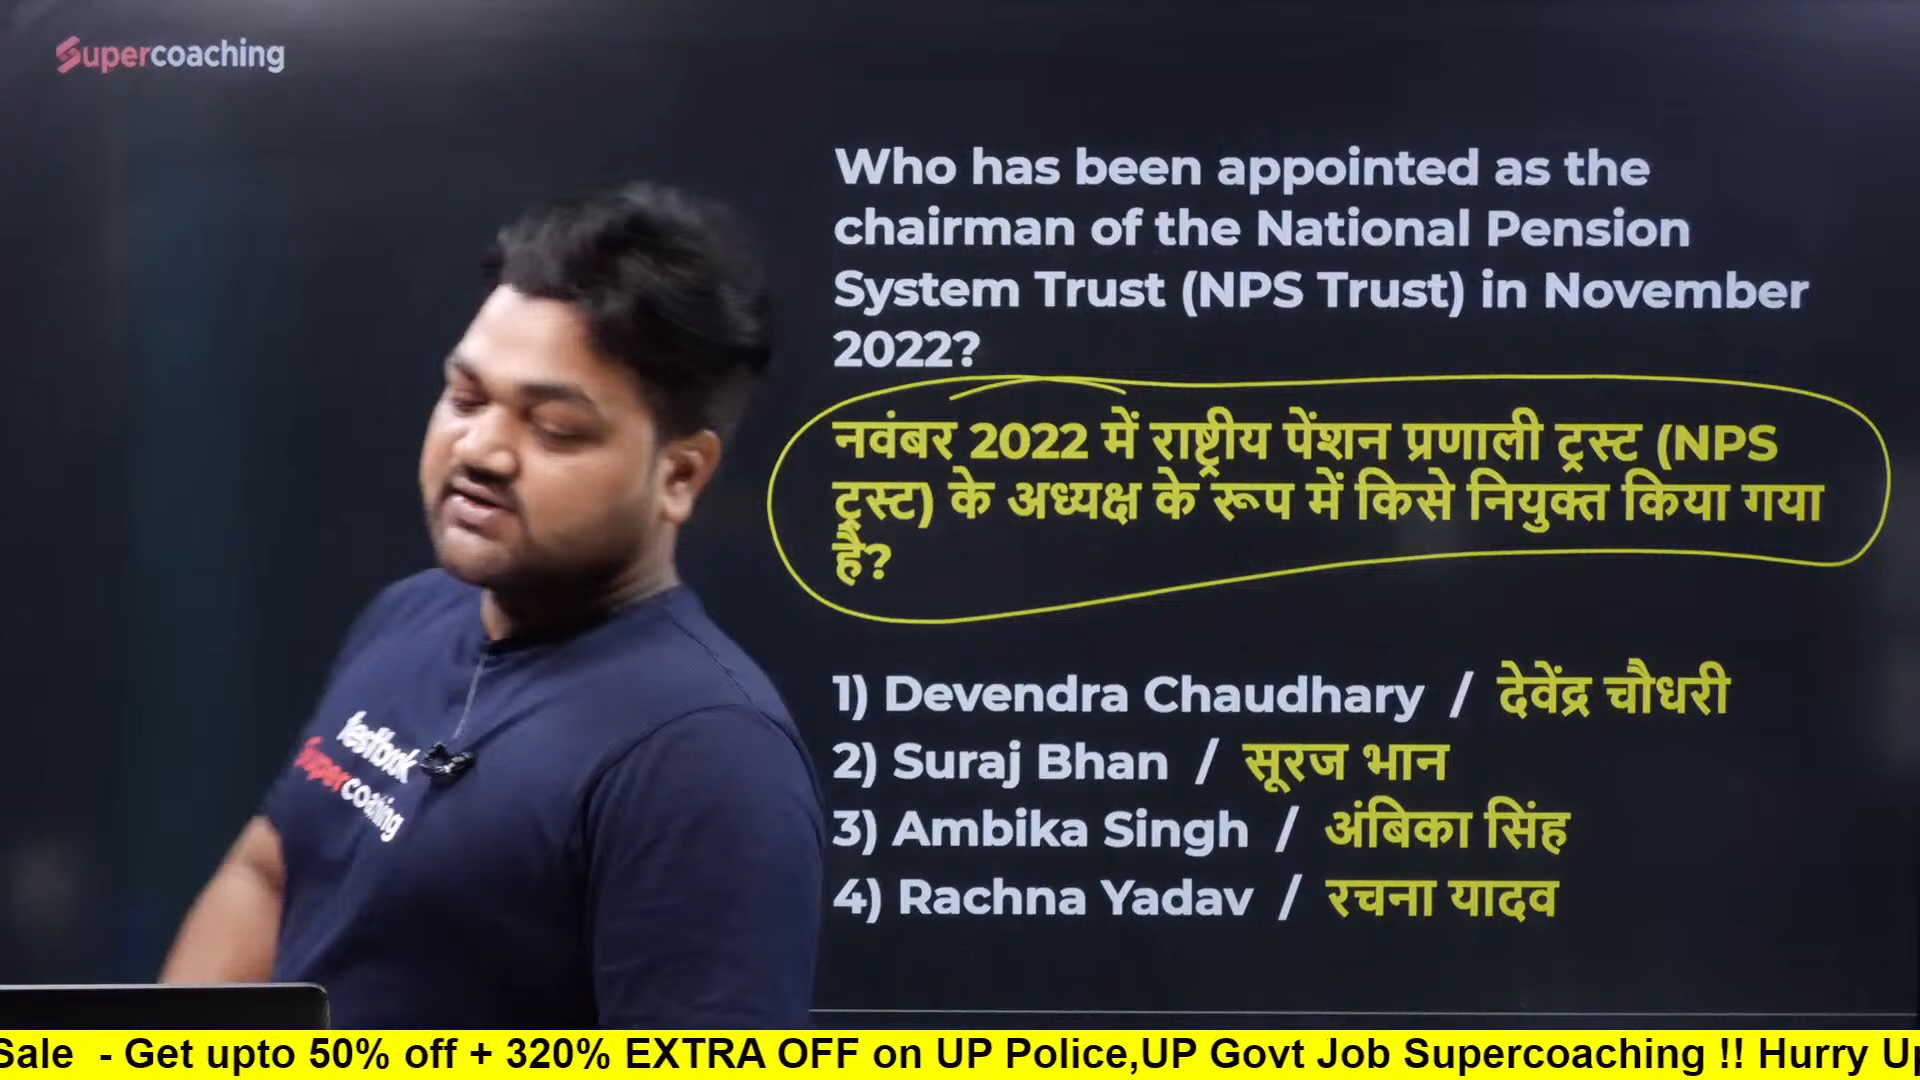 Supercoaching
Who has been appointed as the
chairman of the National Pension
System Trust (NPS Trust) in November
2022?
नवंबर 2022 में राष्ट्रीय पेंशन प्रणाली ट्रस्ट (NPS
ट्रस्ट) के अध्यक्ष के रूप में किसे नियुक्त किया गया
है?
1) Devendra Chaudhary / देवेंद्र चौधरी
2) Suraj Bhan / सूरज भान
3) Ambika Singh / अंबिका सिंह
4) Rachna Yadav / रचना यादव
testbook
Supercoaching
Sale - Get upto 50% off + 320% EXTRA OFF on UP Police,UP Govt Job Supercoaching !! Hurry Up